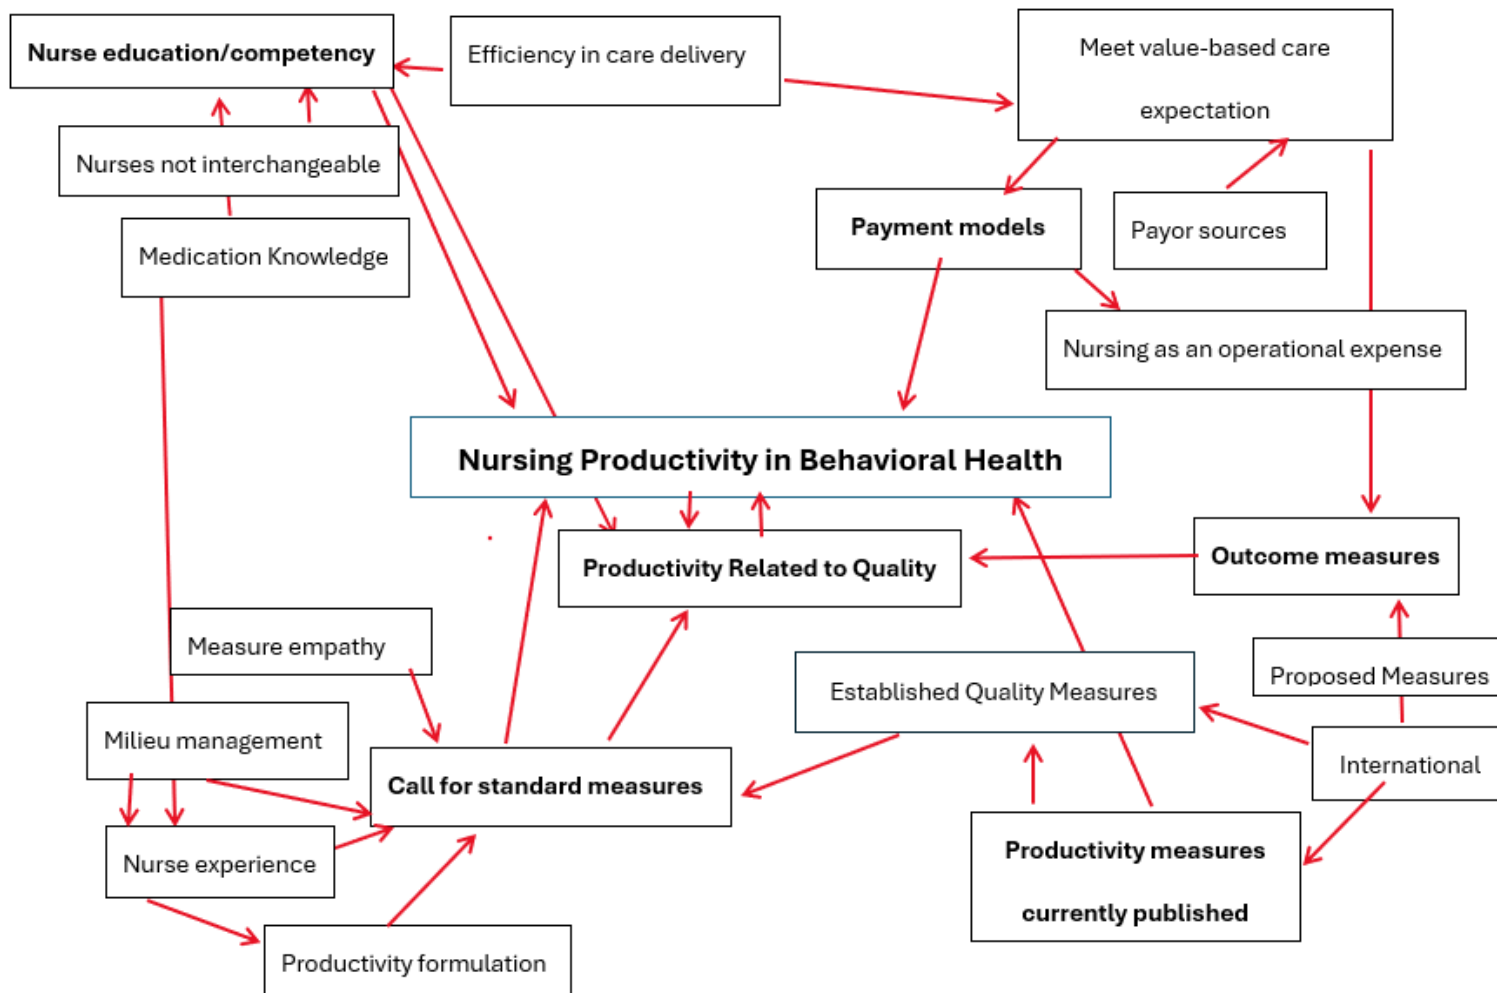 Nurse education/competency
Efficiency in care delivery
Meet value-based care
expectation
Nurses not interchangeable
Payment models
Payor sources
Medication Knowledge
Nursing as an operational expense
Nursing Productivity in Behavioral Health
Productivity Related to Quality
Outcome measures
Measure empathy
Established Quality Measures
Proposed Measures
Milieu management
Call for standard measures
International
Nurse experience
Productivity measures
currently published
Productivity formulation